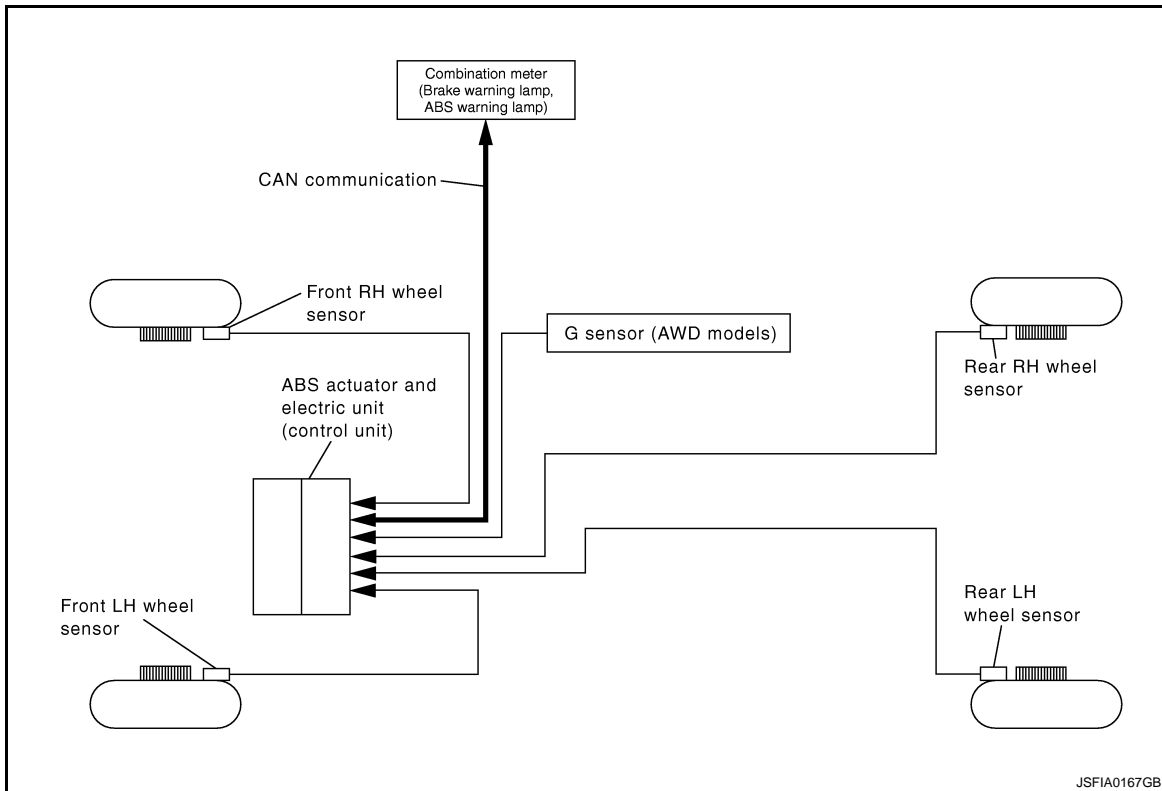 Combination meter
(Brake warning lamp,
ABS warning lamp)
CAN communication
Front RH wheel
sensor
G sensor (AWD models)
Rear RH wheel
sensor
ABS actuator and
electric unit
(control unit)
Front LH wheel
sensor
Rear LH
wheel sensor
JSFIA0167GB